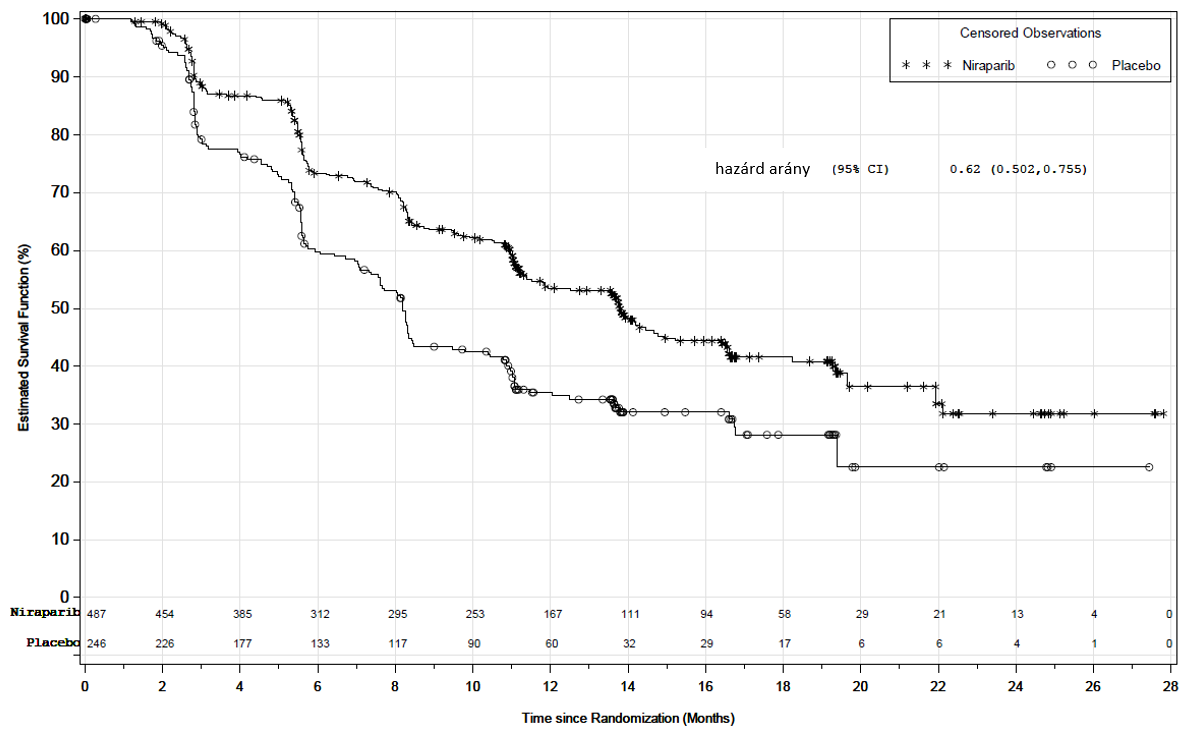 Censored Observations
* * * Niraparib ○ ○ ○ Placebo
hazárd arány (95% CI) 0.62 (0.502,0.755)
Estimated Survival Function (%)
100
90
80
70
60
50
40
30
20
10
0
Niraparib 487 454 385 312 295 253 167 111 94 58 29 21 13 4 0
Placebo 246 226 177 133 117 90 60 32 29 17 6 6 4 1 0
0 2 4 6 8 10 12 14 16 18 20 22 24 26 28
Time since Randomization (Months)